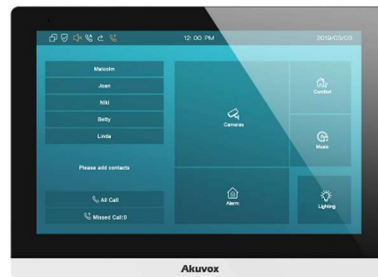 12:00 PM
2019/03/03
Malcolm
Joan
Niki
Betty
Linda
Please add contacts
All Call
Missed Call:0
Cameras
Control
Music
Alarm
Lighting
Akuvox